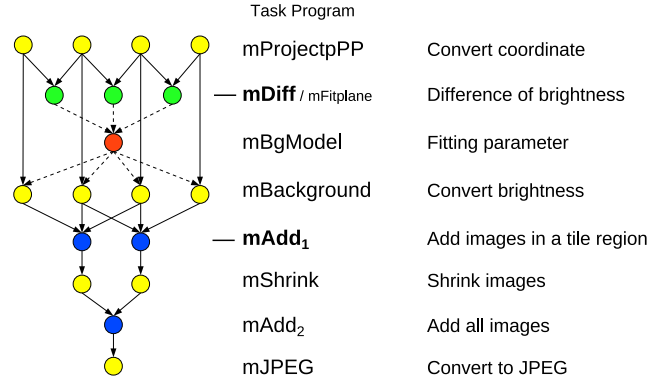 Task Program
mProjectpPP Convert coordinate
mDiff / mFitplane Difference of brightness
mBgModel Fitting parameter
mBackground Convert brightness
mAdd₁ Add images in a tile region
mShrink Shrink images
mAdd₂ Add all images
mJPEG Convert to JPEG